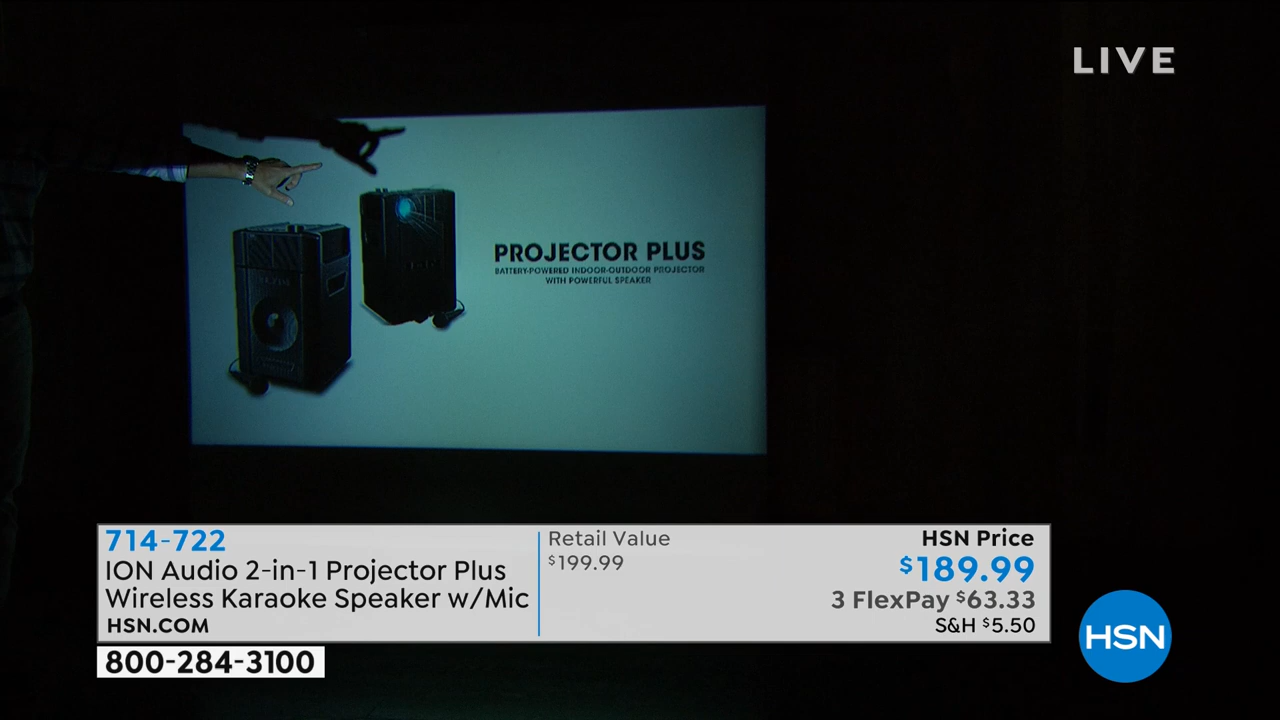 LIVE
PROJECTOR PLUS
BATTERY-POWERED INDOOR-OUTDOOR PROJECTOR
WITH POWERFUL SPEAKER
714-722
ION Audio 2-in-1 Projector Plus
Wireless Karaoke Speaker w/Mic
HSN.COM
Retail Value
$199.99
HSN Price
$189.99
3 FlexPay $63.33
S&H $5.50
800-284-3100
HSN